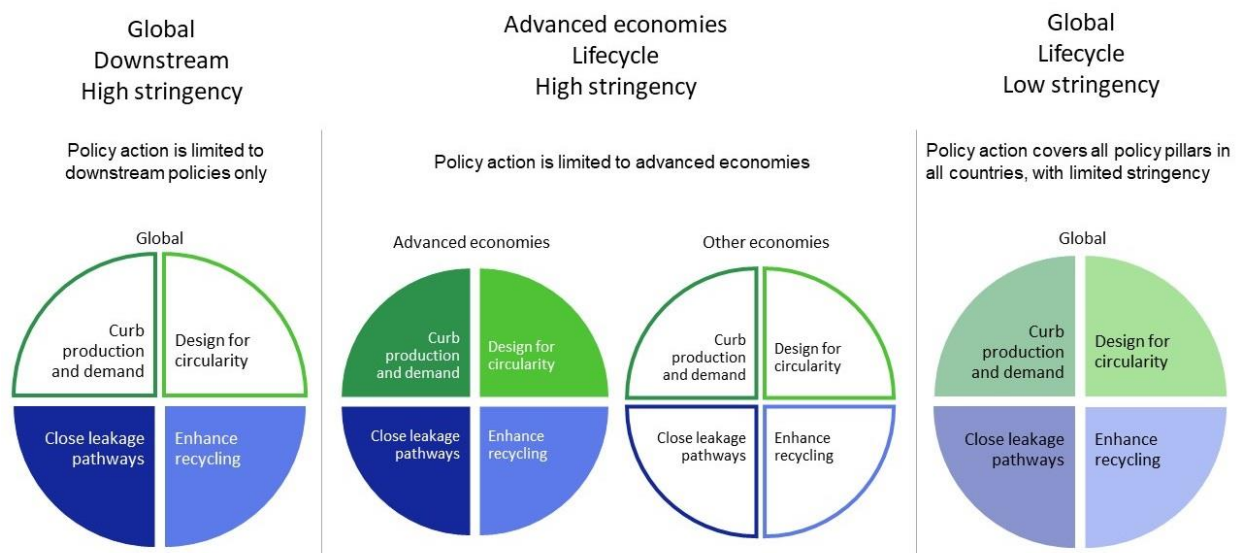 Global
Downstream
High stringency
Policy action is limited to
downstream policies only
Global
Curb
production
and demand
Design for
circularity
Close leakage
pathways
Enhance
recycling
Advanced economies
Lifecycle
High stringency
Policy action is limited to advanced economies
Advanced economies
Curb
production
and demand
Design for
circularity
Close leakage
pathways
Enhance
recycling
Other economies
Curb
production
and demand
Design for
circularity
Close leakage
pathways
Enhance
recycling
Global
Lifecycle
Low stringency
Policy action covers all policy pillars in
all countries, with limited stringency
Global
Curb
production
and demand
Design for
circularity
Close leakage
pathways
Enhance
recycling